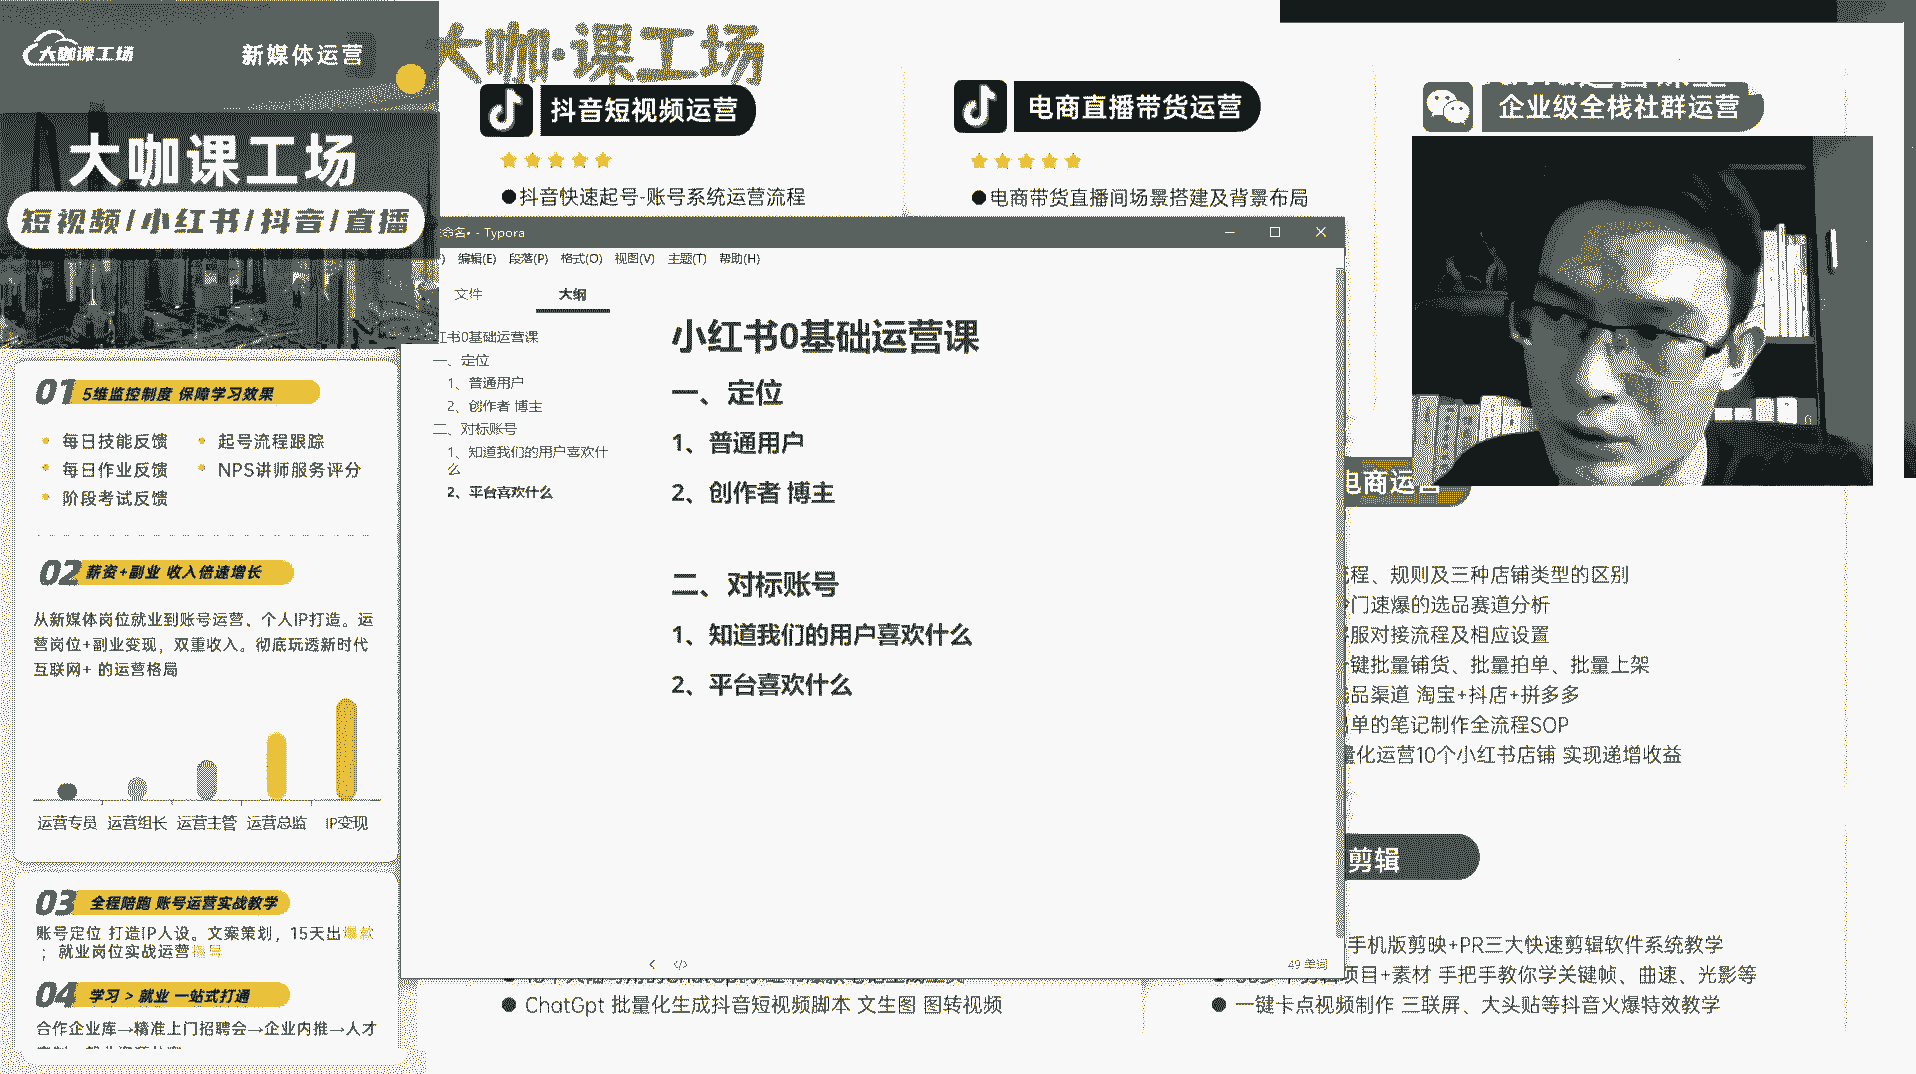 大咖课工场
新媒体运营
大咖课工场
短视频/小红书/抖音/直播
01 5维监控制度 保障学习效果
每日技能反馈
起号流程跟踪
每日作业反馈
NPS讲师服务评分
阶段考试反馈
02 薪资+副业 收入倍速增长
从新媒体岗位就业到账号运营、个人IP打造。运
营岗位+副业变现，双重收入。彻底玩透新时代
互联网+ 的运营格局
运营专员 运营组长 运营主管 运营总监 IP变现
03 全程陪跑 账号运营实战教学
账号定位 打造IP人设。文案策划，15天出爆款
；就业岗位实战运营
04 学习 > 就业 一站式打通
合作企业库→精准上门招聘会→企业内推→人才
大咖·课工场
抖音短视频运营
●抖音快速起号-账号系统运营流程
电商直播带货运营
●电商带货直播间场景搭建及背景布局
企业级全栈社群运营
命名• - Typora
编辑(E) 段落(P) 格式(O) 视图(V) 主题(T) 帮助(H)
文件 大纲
红书0基础运营课
一、定位
1、普通用户
2、创作者 博主
二、对标账号
1、知道我们的用户喜欢什
么
2、平台喜欢什么
小红书0基础运营课
一、定位
1、普通用户
2、创作者 博主
二、对标账号
1、知道我们的用户喜欢什么
2、平台喜欢什么
49 单词
电商运营
流程、规则及三种店铺类型的区别
门速爆的选品赛道分析
客服对接流程及相应设置
键批量铺货、批量拍单、批量上架
品渠道 淘宝+抖店+拼多多
出单的笔记制作全流程SOP
量化运营10个小红书店铺 实现递增收益
剪辑
手机版剪映+PR三大快速剪辑软件系统教学
项目+素材 手把手教你学关键帧、曲速、光影等
● 一键卡点视频制作 三联屏、大头贴等抖音火爆特效教学
● ChatGpt 批量化生成抖音短视频脚本 文生图 图转视频